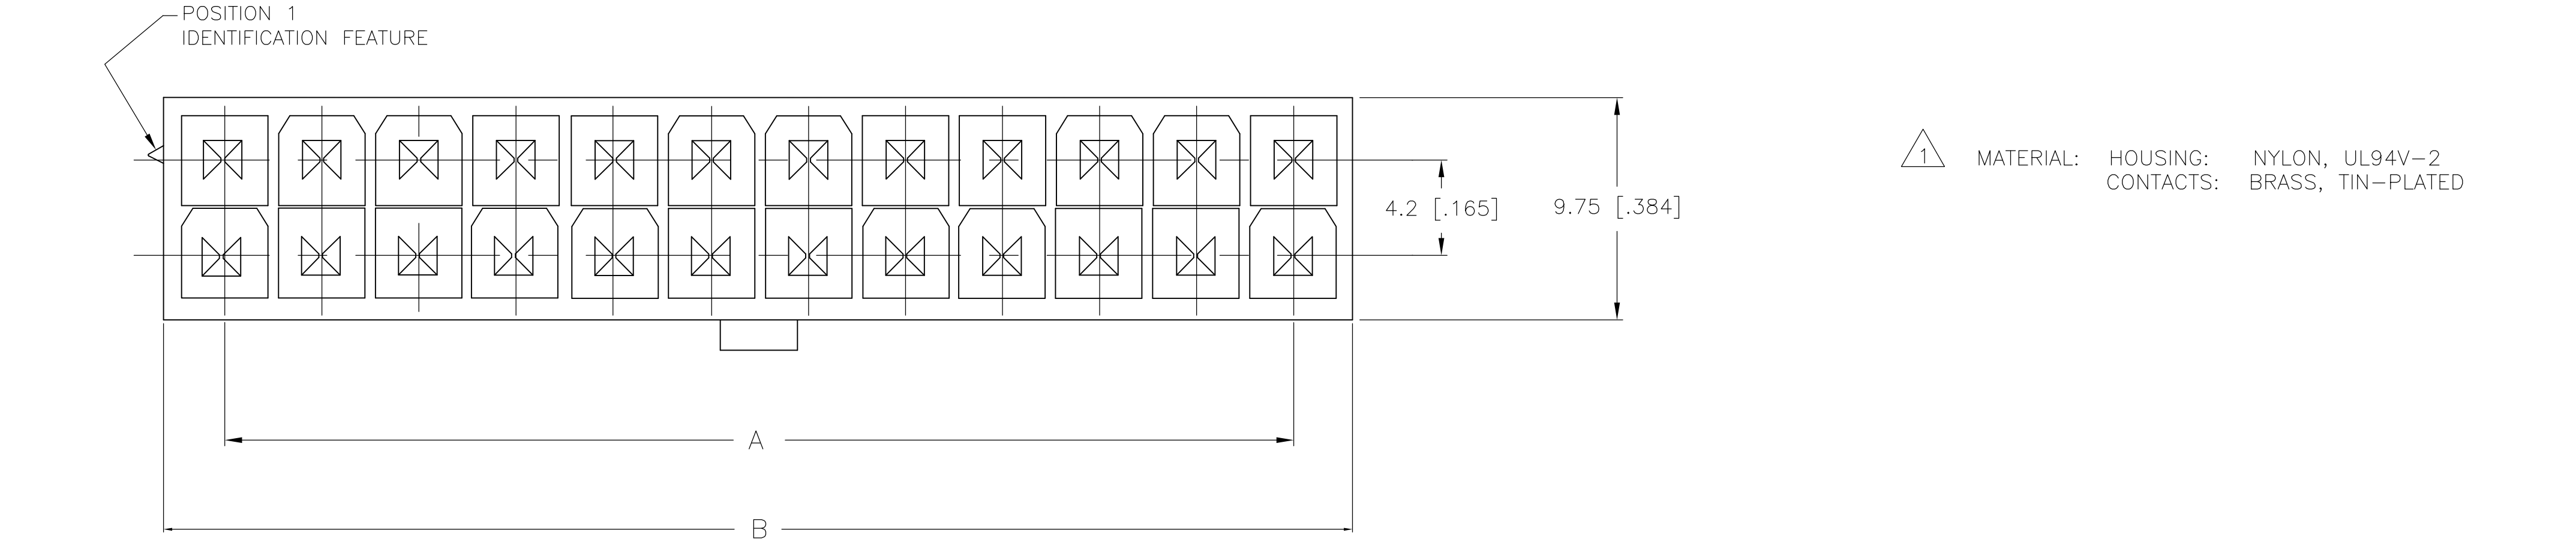 POSITION 1
IDENTIFICATION FEATURE
4.2 [.165]
9.75 [.384]
A
B
1 MATERIAL: HOUSING: NYLON, UL94V-2
CONTACTS: BRASS, TIN-PLATED